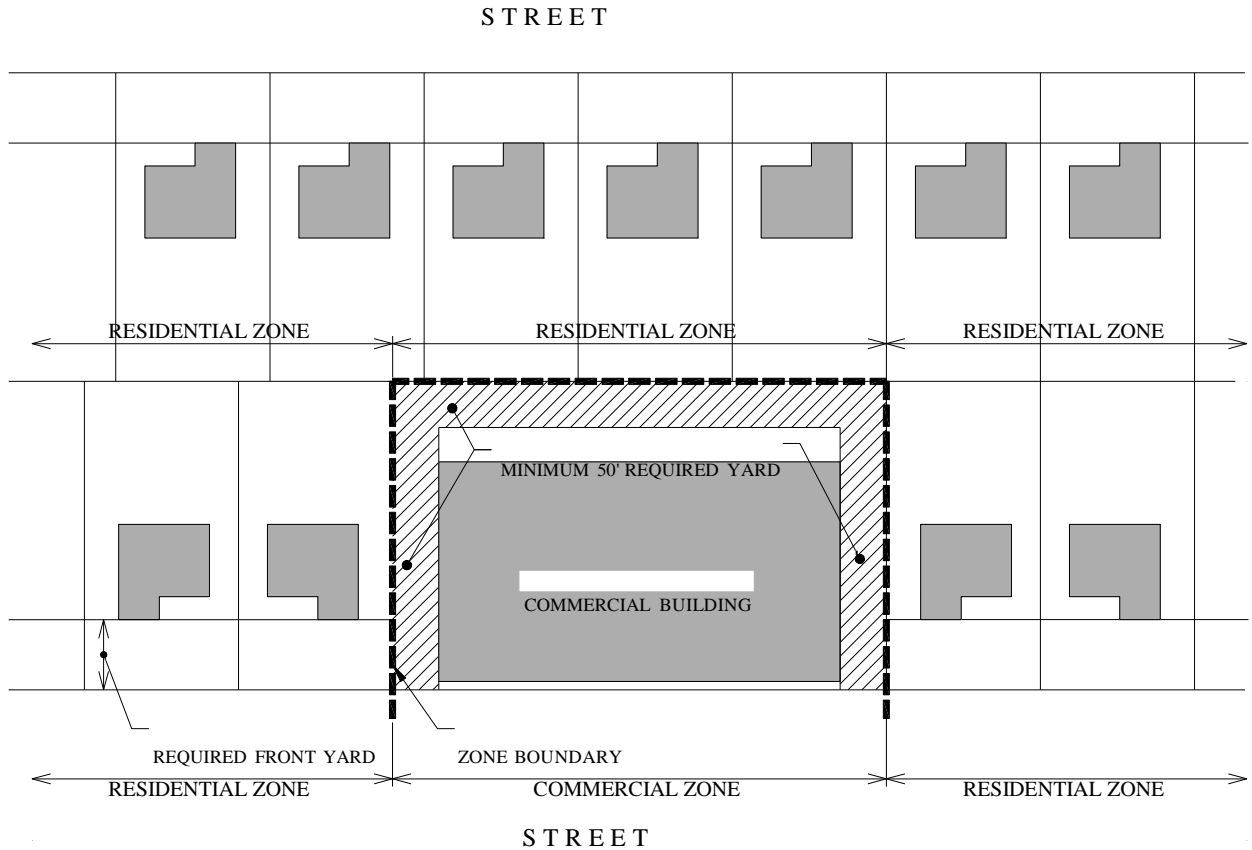 STREET
RESIDENTIAL ZONE
RESIDENTIAL ZONE
RESIDENTIAL ZONE
MINIMUM 50' REQUIRED YARD
COMMERCIAL BUILDING
REQUIRED FRONT YARD
ZONE BOUNDARY
RESIDENTIAL ZONE
COMMERCIAL ZONE
RESIDENTIAL ZONE
STREET